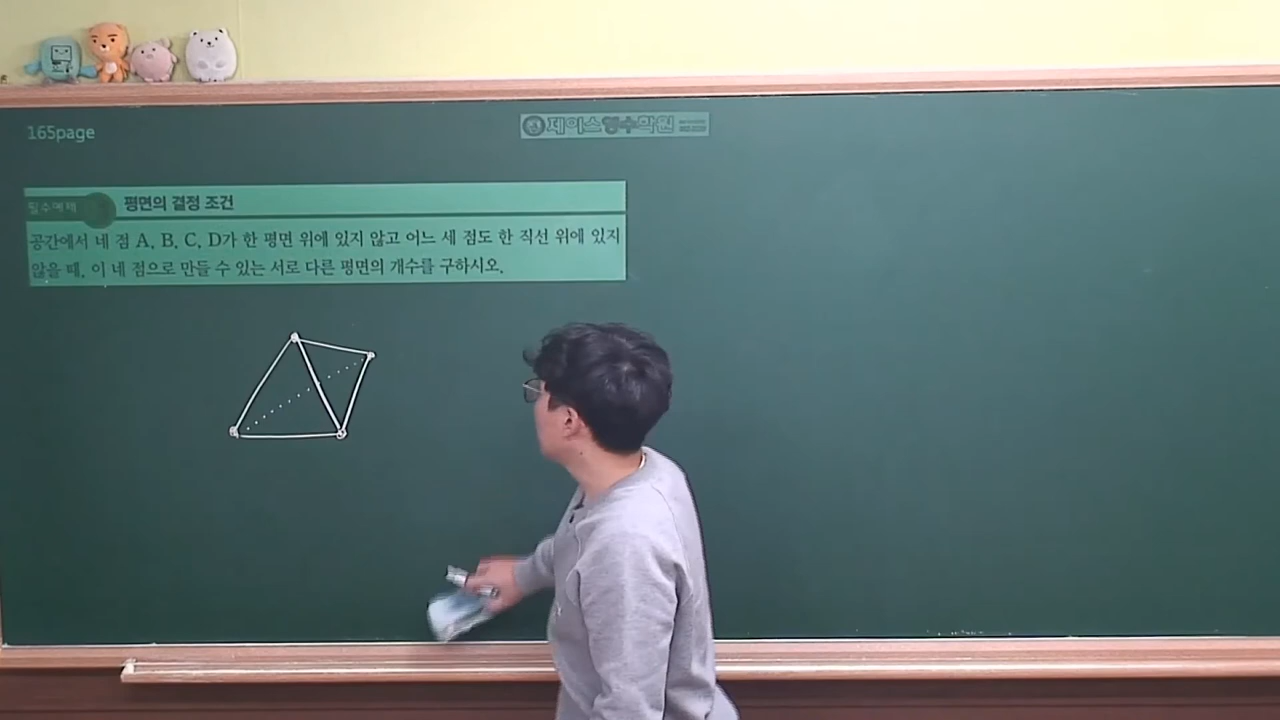 165page
제이스영수학원
필수예제
평면의 결정 조건
공간에서 네 점 A, B, C, D가 한 평면 위에 있지 않고 어느 세 점도 한 직선 위에 있지
않을 때, 이 네 점으로 만들 수 있는 서로 다른 평면의 개수를 구하시오.